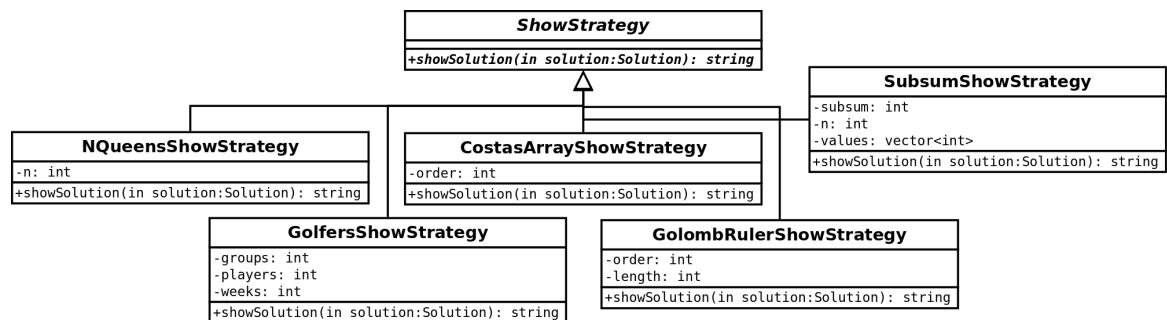 ShowStrategy
+showSolution(in solution:Solution): string
SubsumShowStrategy
-subsum: int
-n: int
-values: vector<int>
+showSolution(in solution:Solution): string
NQueensShowStrategy
-n: int
+showSolution(in solution:Solution): string
CostasArrayShowStrategy
-order: int
+showSolution(in solution:Solution): string
GolfersShowStrategy
-groups: int
-players: int
-weeks: int
+showSolution(in solution:Solution): string
GolombRulerShowStrategy
-order: int
-length: int
+showSolution(in solution:Solution): string